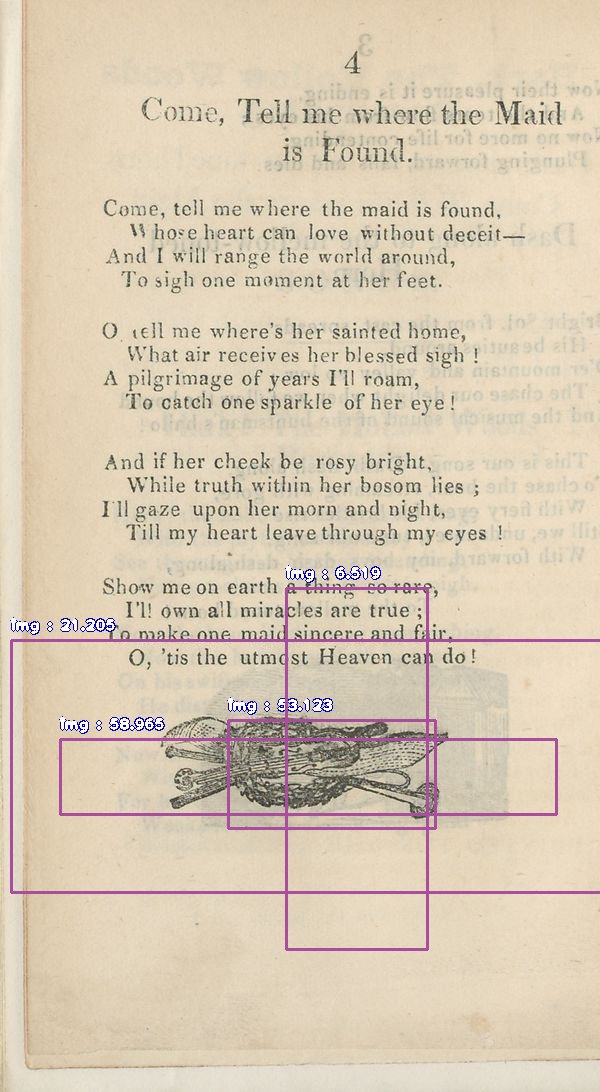 4
Come, Tell me where the Maid
is Found.
Come, tell me where the maid is found,
Whose heart can love without deceit—
And I will range the world around,
To sigh one moment at her feet.
O, tell me where's her sainted home,
What air receives her blessed sigh !
A pilgrimage of years I'll roam,
To catch one sparkle of her eye !
And if her cheek be rosy bright,
While truth within her bosom lies ;
I'll gaze upon her morn and night,
Till my heart leave through my eyes !
Show me on earth a thing so rare,
img : 6.519
I'll own all miracles are true ;
img : 21.205
To make one maid sincere and fair,
O, 'tis the utmost Heaven can do !
img : 53.123
img : 58.965